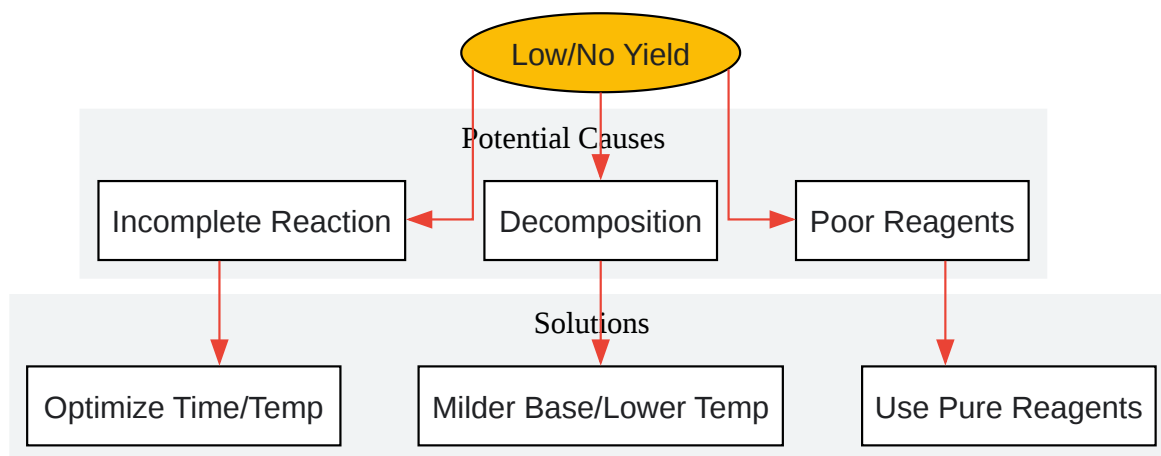 Low/No Yield
Potential Causes
Incomplete Reaction
Decomposition
Poor Reagents
Solutions
Optimize Time/Temp
Milder Base/Lower Temp
Use Pure Reagents